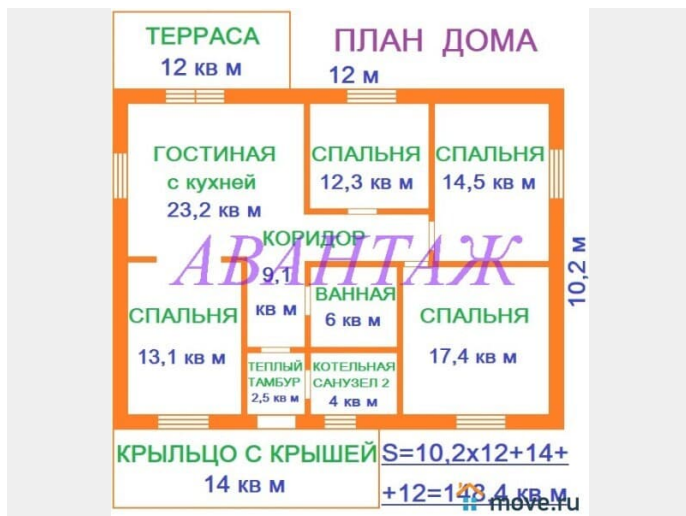 ТЕРРАСА
12 кв м
ПЛАН ДОМА
12 м
ГОСТИНАЯ
с кухней
23,2 кв м
СПАЛЬНЯ
12,3 кв м
СПАЛЬНЯ
14,5 кв м
КОРИДОР
9,1
кв м
АВАНТАЖ
10,2 м
ВАННАЯ
6 кв м
СПАЛЬНЯ
13,1 кв м
СПАЛЬНЯ
17,4 кв м
ТЕПЛЫЙ
ТАМБУР
2,5 кв м
КОТЕЛЬНАЯ
САНУЗЕЛ 2
4 кв м
КРЫЛЬЦО С КРЫШЕЙ
14 кв м
S=10,2х12+14+
+12=148,4 кв м
move.ru